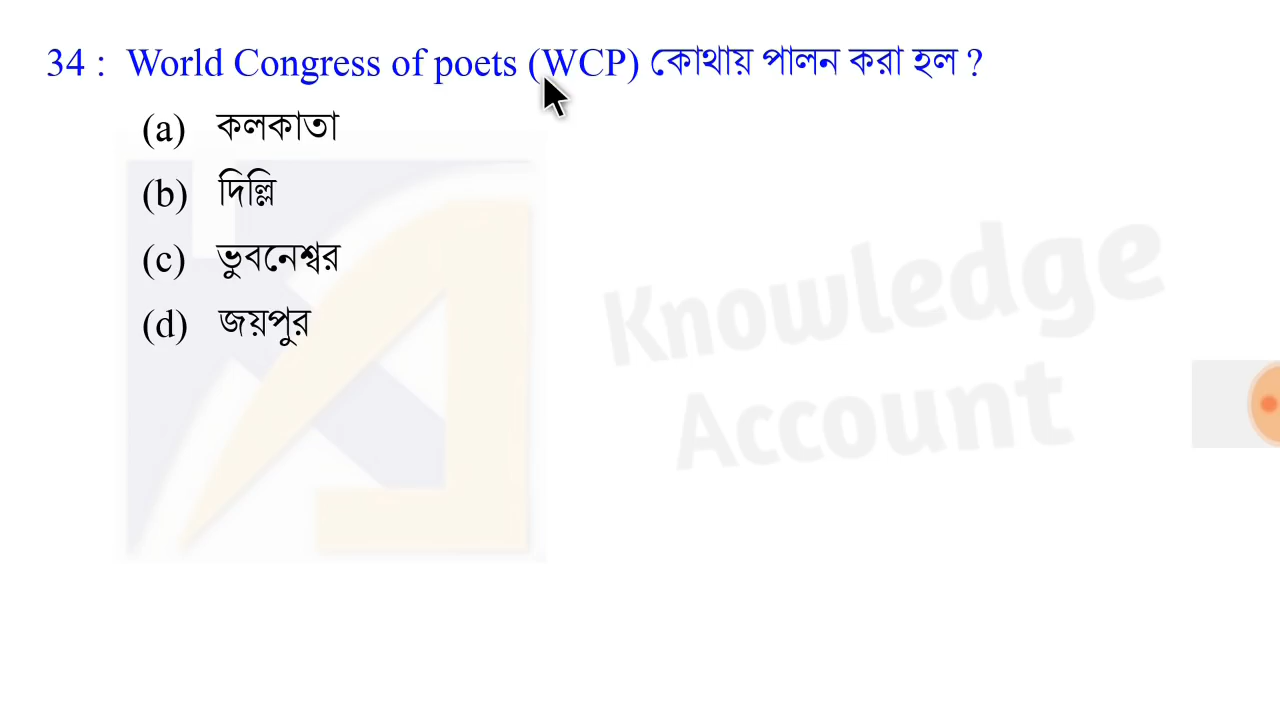 34 : World Congress of poets (WCP) কোথায় পালন করা হল ?
(a) কলকাতা
(b) দিল্লি
(c) ভুবনেশ্বর
(d) জয়পুর
Knowledge
Account